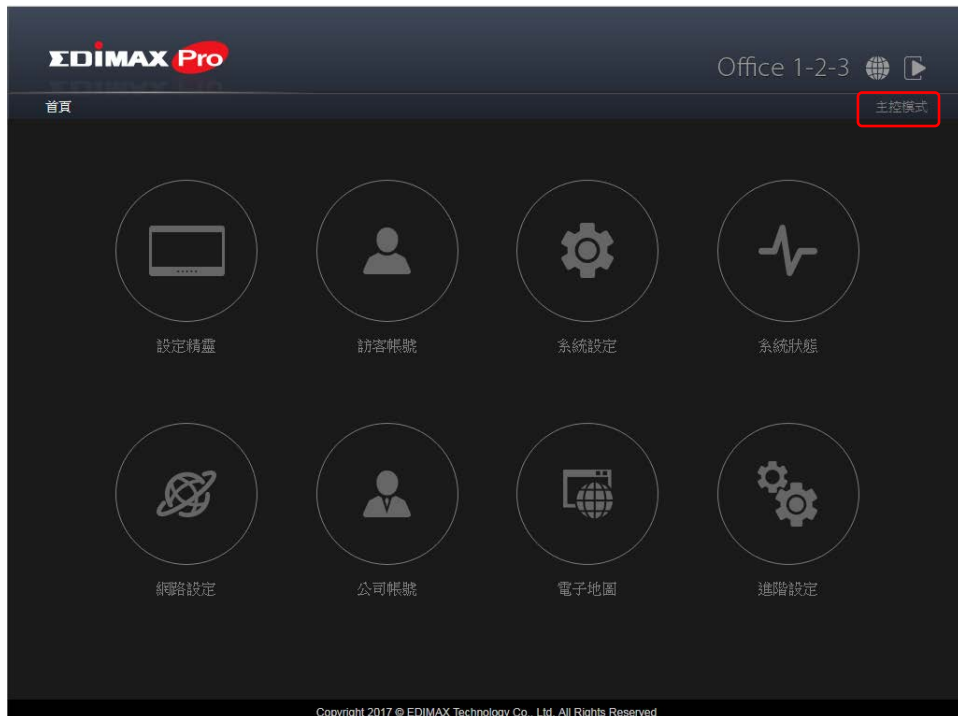 EDIMAX Pro
Office 1-2-3
首頁
主控模式
設定精靈
訪客帳號
系統設定
系統狀態
網路設定
公司帳號
電子地圖
進階設定
Copyright 2017 © EDIMAX Technology Co., Ltd. All Rights Reserved